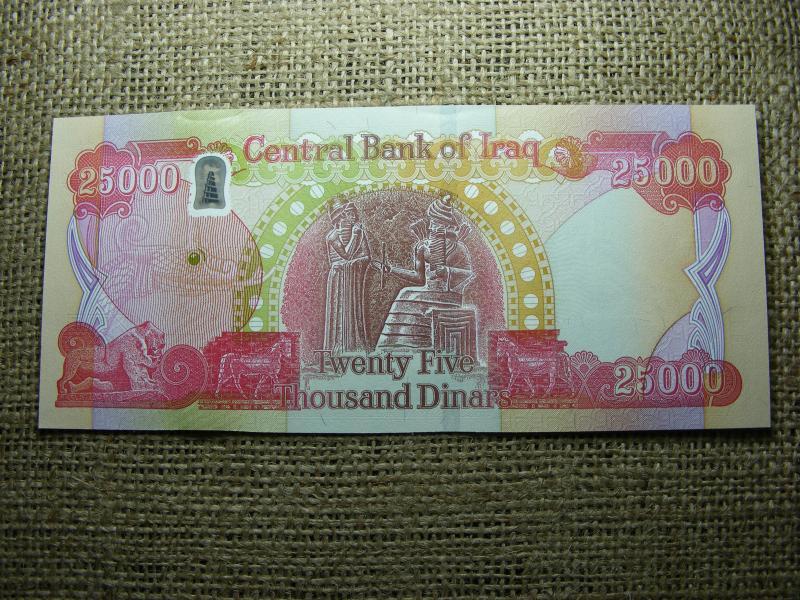 Central Bank of Iraq
25000
25000
Twenty Five
Thousand Dinars
25000